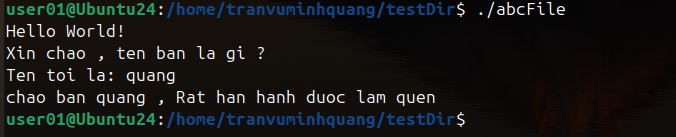 user01@Ubuntu24:/home/tranvuminhquang/testDir$ ./abcFile
Hello World!
Xin chao , ten ban la gi ?
Ten toi la: quang
chao ban quang , Rat han hanh duoc lam quen
user01@Ubuntu24:/home/tranvuminhquang/testDir$